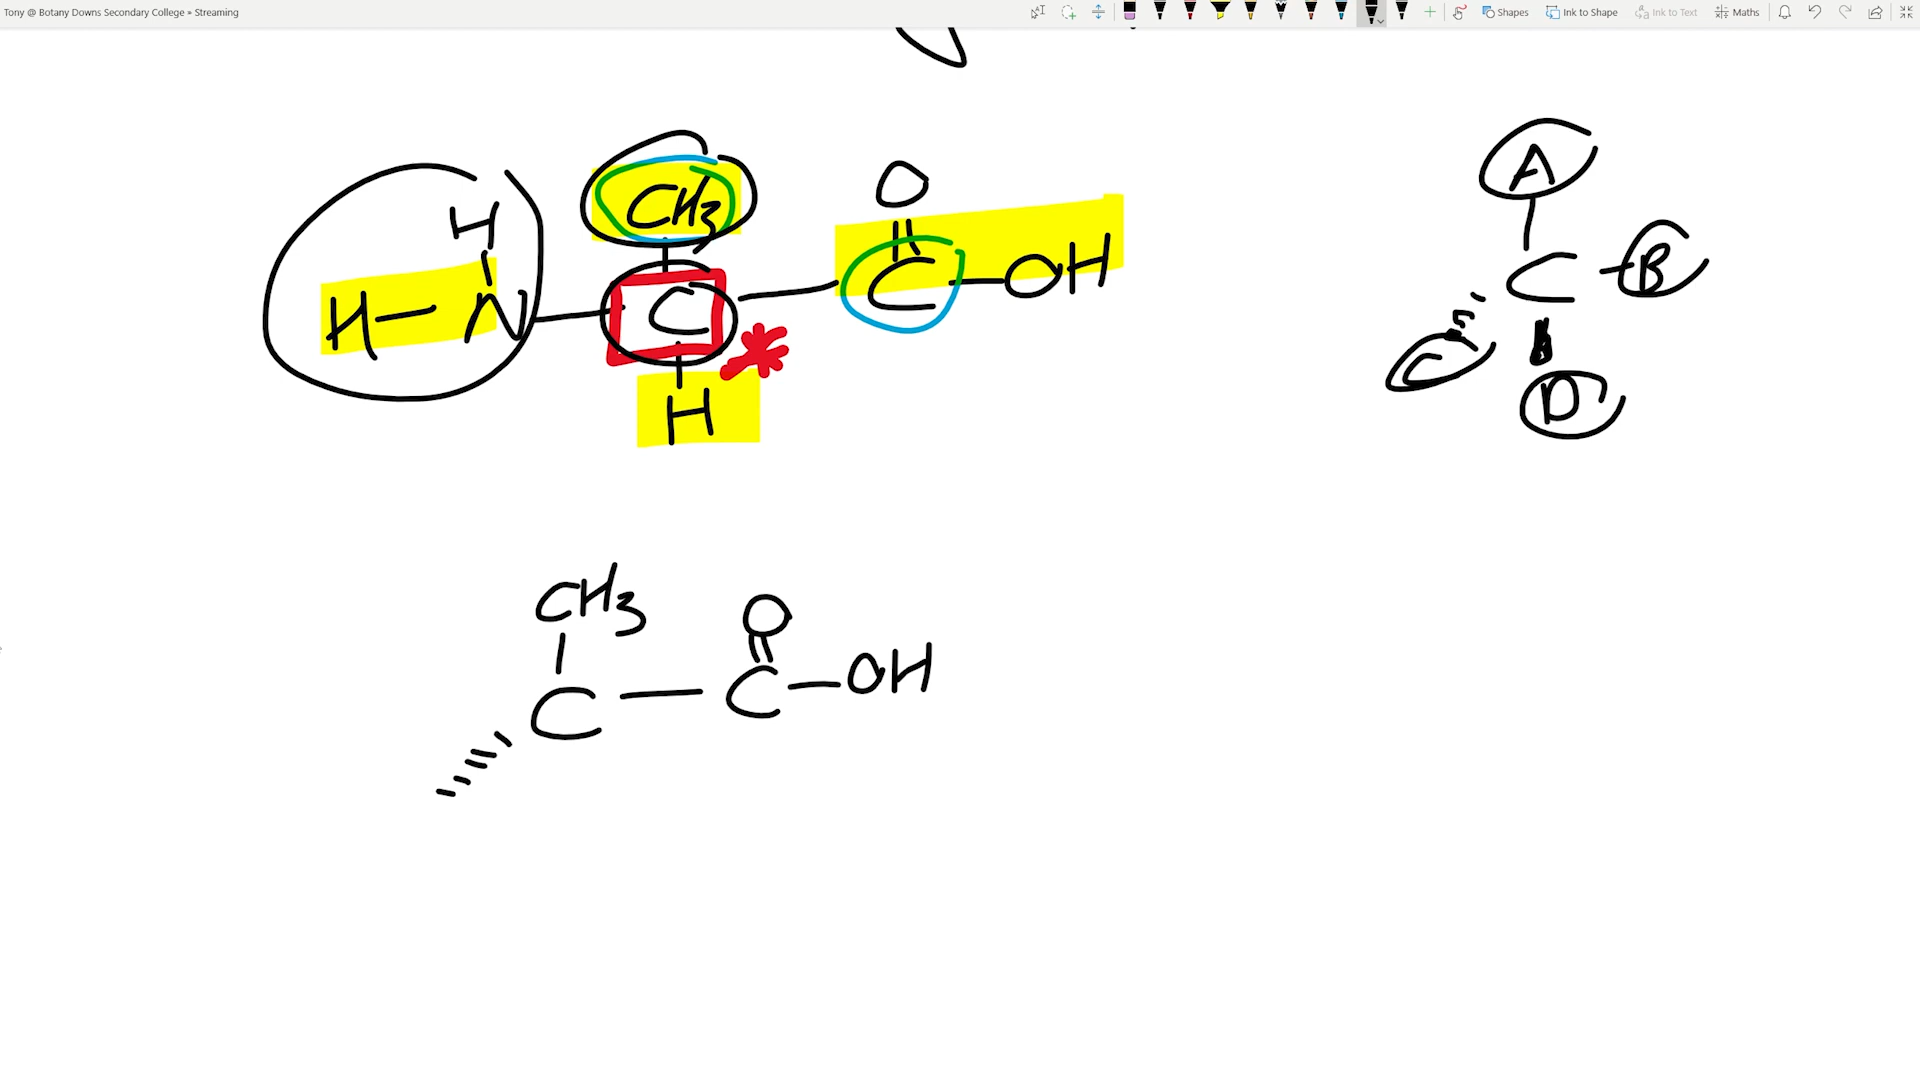 Tony @ Botany Downs Secondary College » Streaming
Shapes Ink to Shape Ink to Text Maths
H O A
CH3
H—N—C—C—OH
H
C -B
C D
CH3 O
C—C—OH